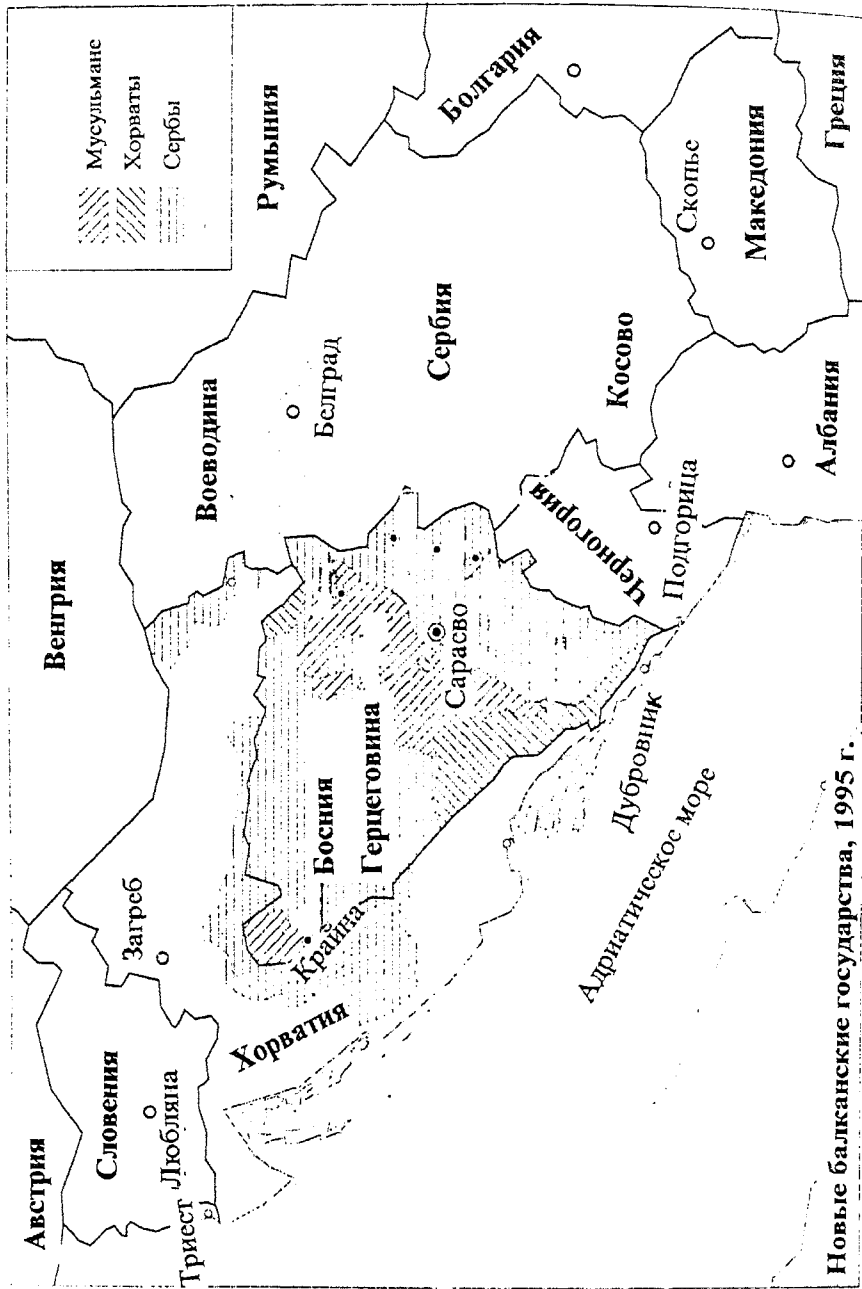 Австрия
Словения
Любляна
Триест
Загреб
Венгрия
Румыния
Мусульмане
Хорваты
Сербы
Хорватия
Крайна
Босния
Герцеговина
Сараево
Воеводина
Белград
Сербия
Болгария
Черногория
Подгорица
Косово
Скопье
Македония
Албания
Греция
Дубровник
Адриатическое море
Новые балканские государства, 1995 г.